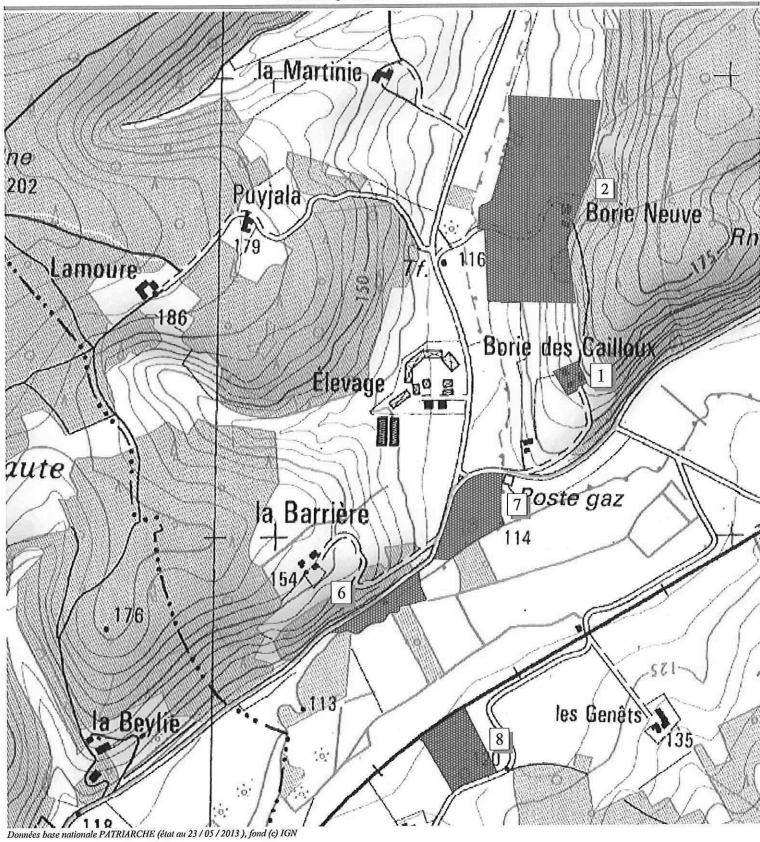 la Martinie
ne
202
Puyjala
179
2
Borie Neuve
175
Rn
Tf.
116
Lamoure
186
150
Borie des Cailloux
1
Élevage
aute
la Barrière
7
Poste gaz
114
154
6
176
125
113
les Genêts
8
135
la Beylie
118
Données base nationale PATRIARCHE (état au 23 / 05 / 2013 ), fond (c) IGN